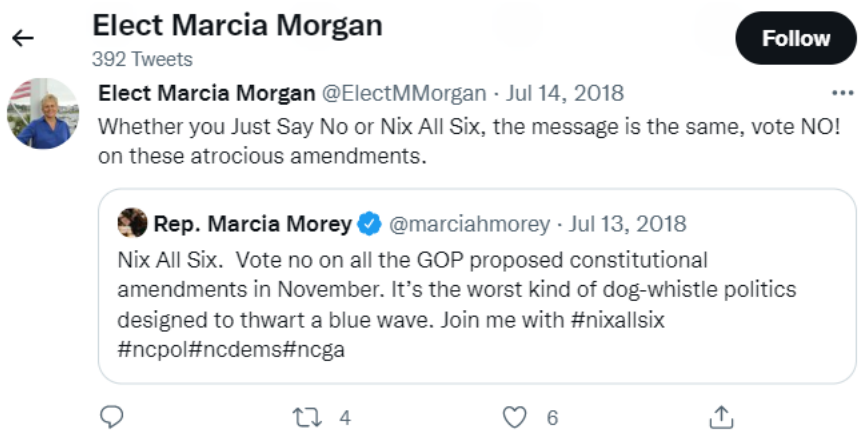 Elect Marcia Morgan
392 Tweets
Follow
Elect Marcia Morgan @ElectMMorgan · Jul 14, 2018
Whether you Just Say No or Nix All Six, the message is the same, vote NO!
on these atrocious amendments.
Rep. Marcia Morey @marciahmorey · Jul 13, 2018
Nix All Six.  Vote no on all the GOP proposed constitutional
amendments in November. It's the worst kind of dog-whistle politics
designed to thwart a blue wave. Join me with #nixallsix
#ncpol#ncdems#ncga
4 6